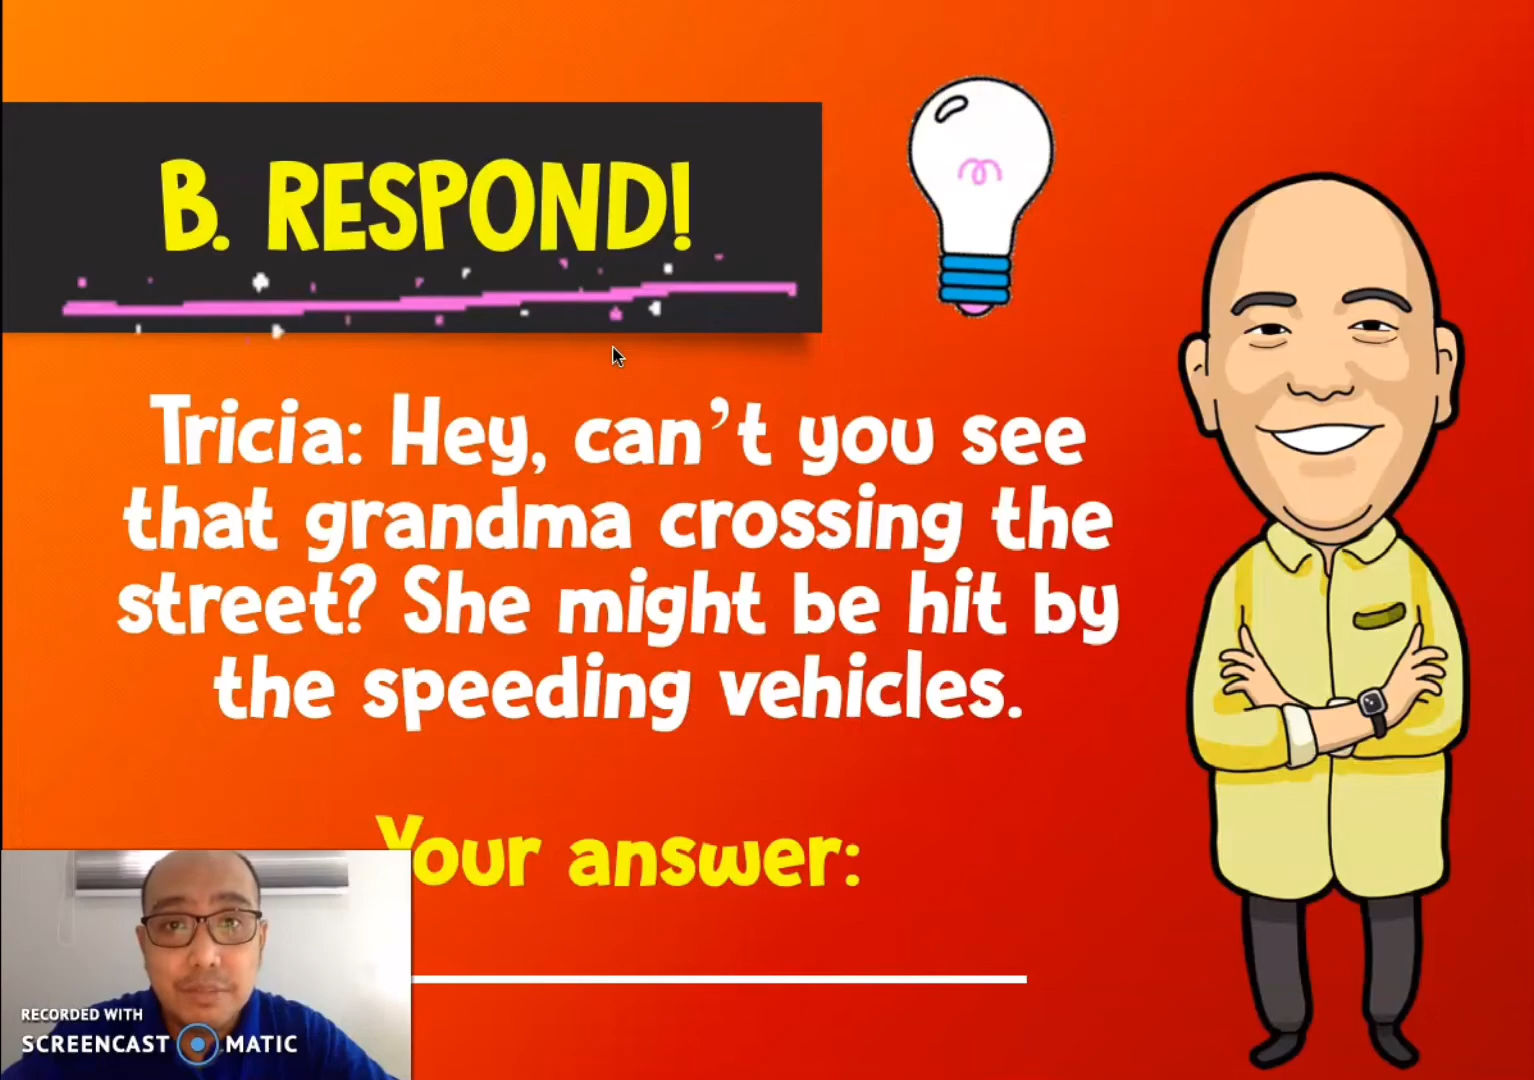 B. RESPOND!
Tricia: Hey, can't you see
that grandma crossing the
street? She might be hit by
the speeding vehicles.
Your answer:
RECORDED WITH
SCREENCAST MATIC